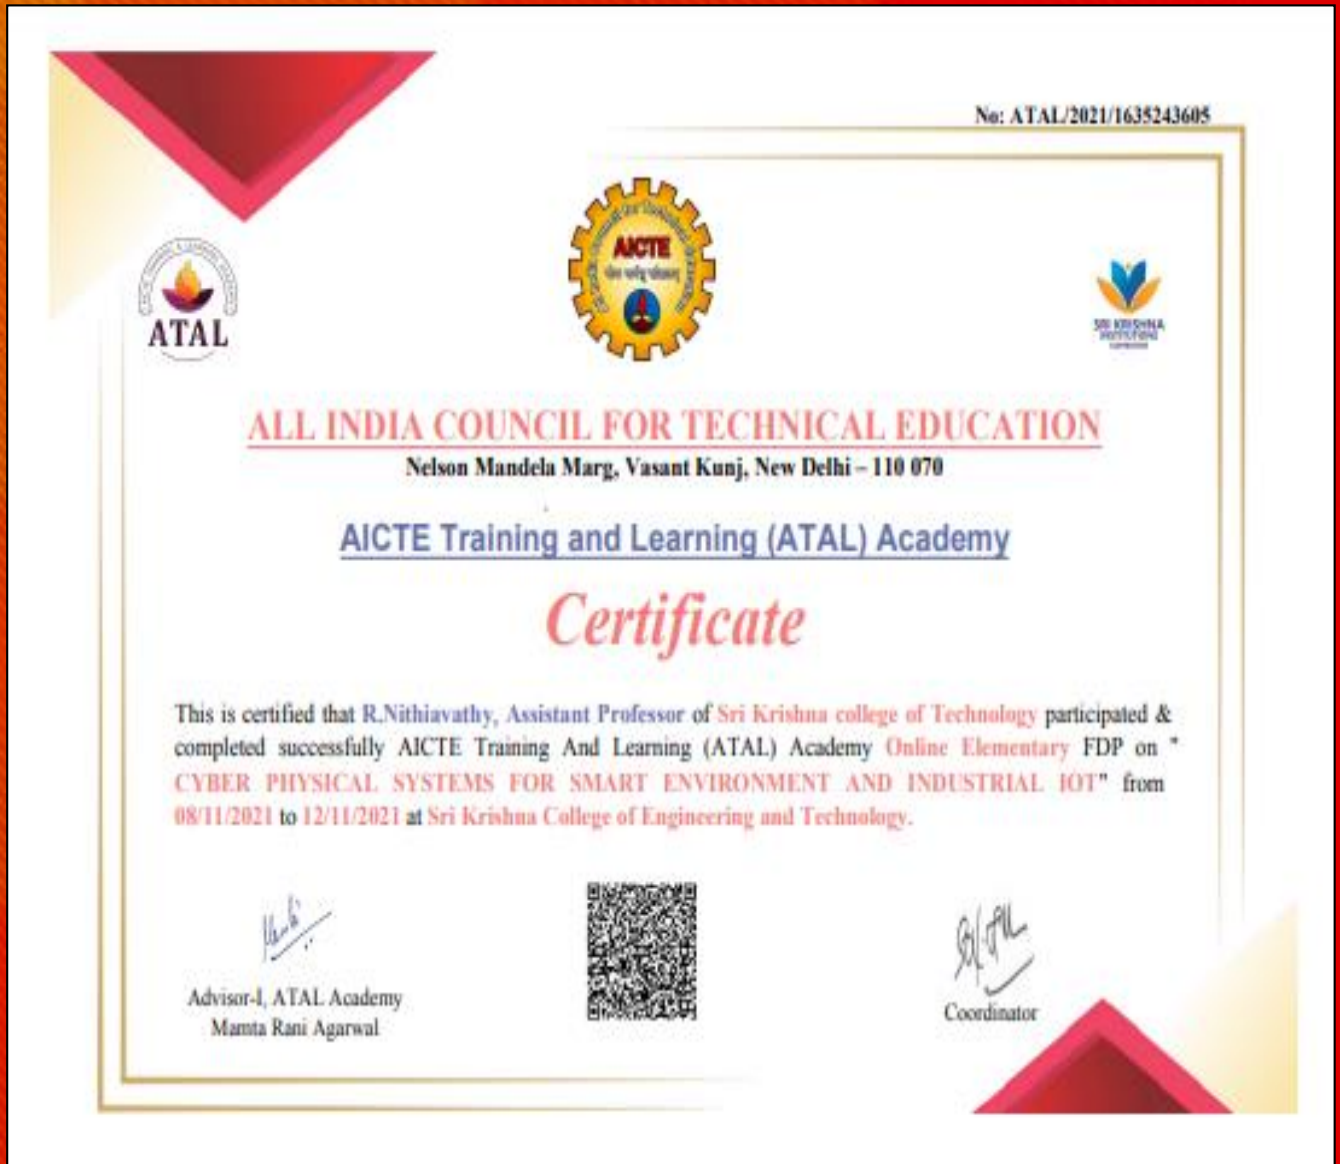 No: ATAL/2021/1635243605
AICTE
ATAL
SRI KRISHNA
INSTITUTIONS
ALL INDIA COUNCIL FOR TECHNICAL EDUCATION
Nelson Mandela Marg, Vasant Kunj, New Delhi – 110 070
AICTE Training and Learning (ATAL) Academy
Certificate
This is certified that R.Nithiavathy, Assistant Professor of Sri Krishna college of Technology participated &
completed successfully AICTE Training And Learning (ATAL) Academy Online Elementary FDP on "
CYBER PHYSICAL SYSTEMS FOR SMART ENVIRONMENT AND INDUSTRIAL IOT" from
08/11/2021 to 12/11/2021 at Sri Krishna College of Engineering and Technology.
Advisor-I, ATAL Academy
Mamta Rani Agarwal
Coordinator